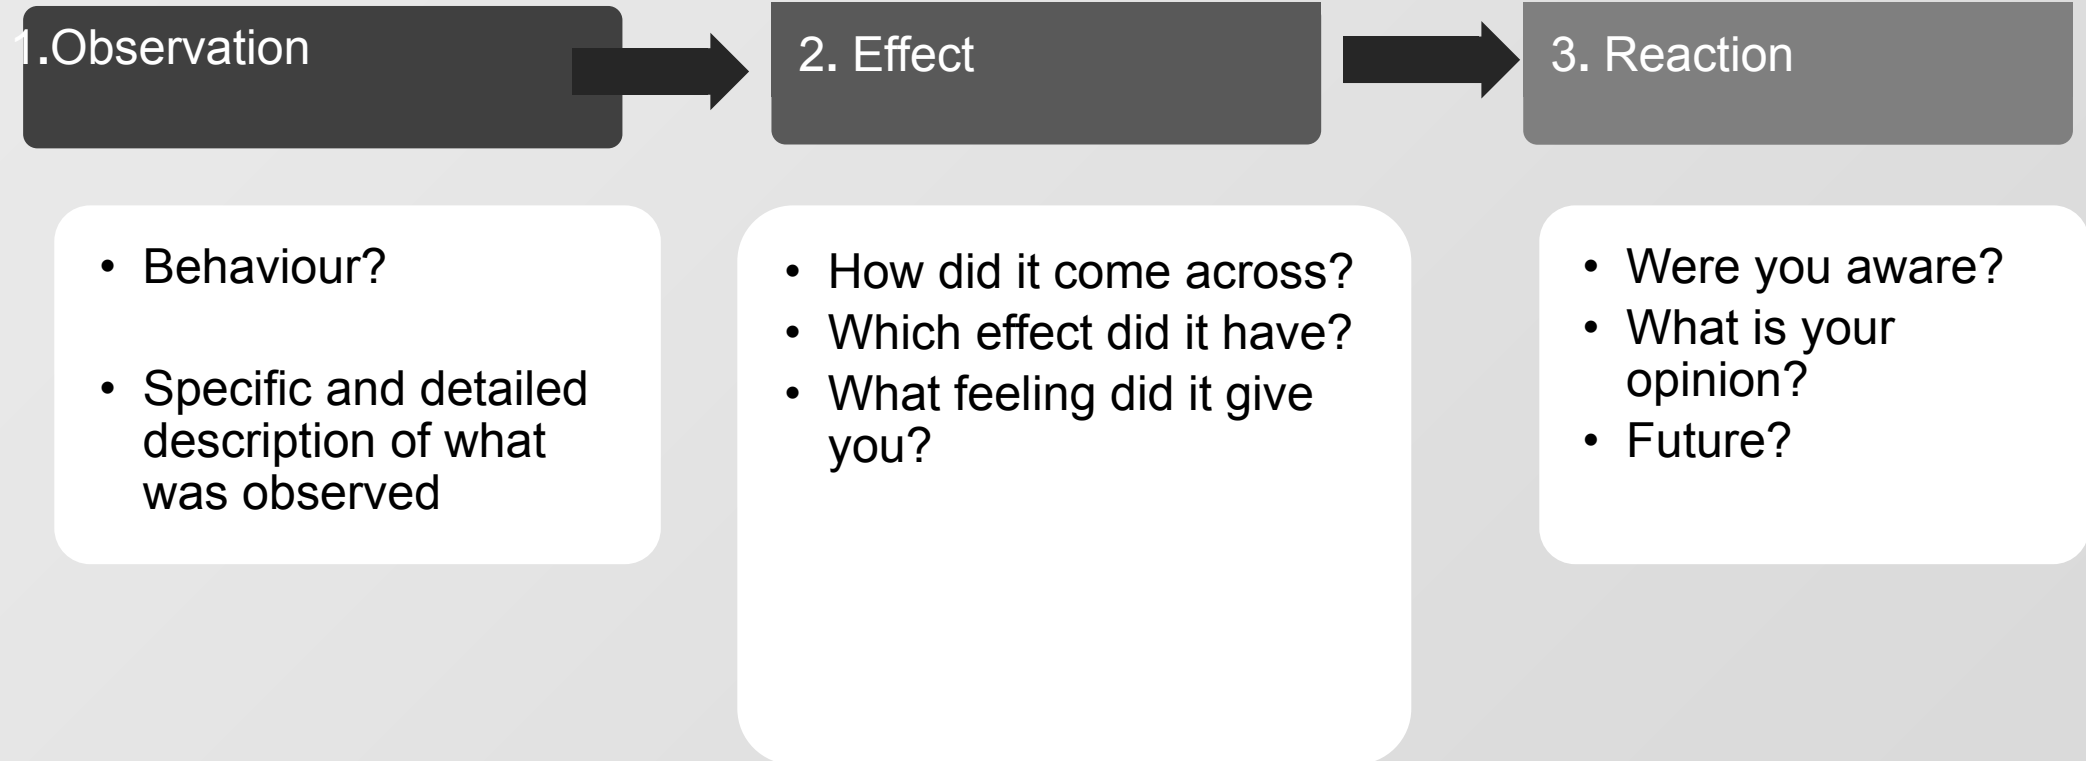 1.Observation
2. Effect
3. Reaction
• Behaviour?
• Specific and detailed
description of what
was observed
• How did it come across?
• Which effect did it have?
• What feeling did it give
you?
• Were you aware?
• What is your
opinion?
• Future?